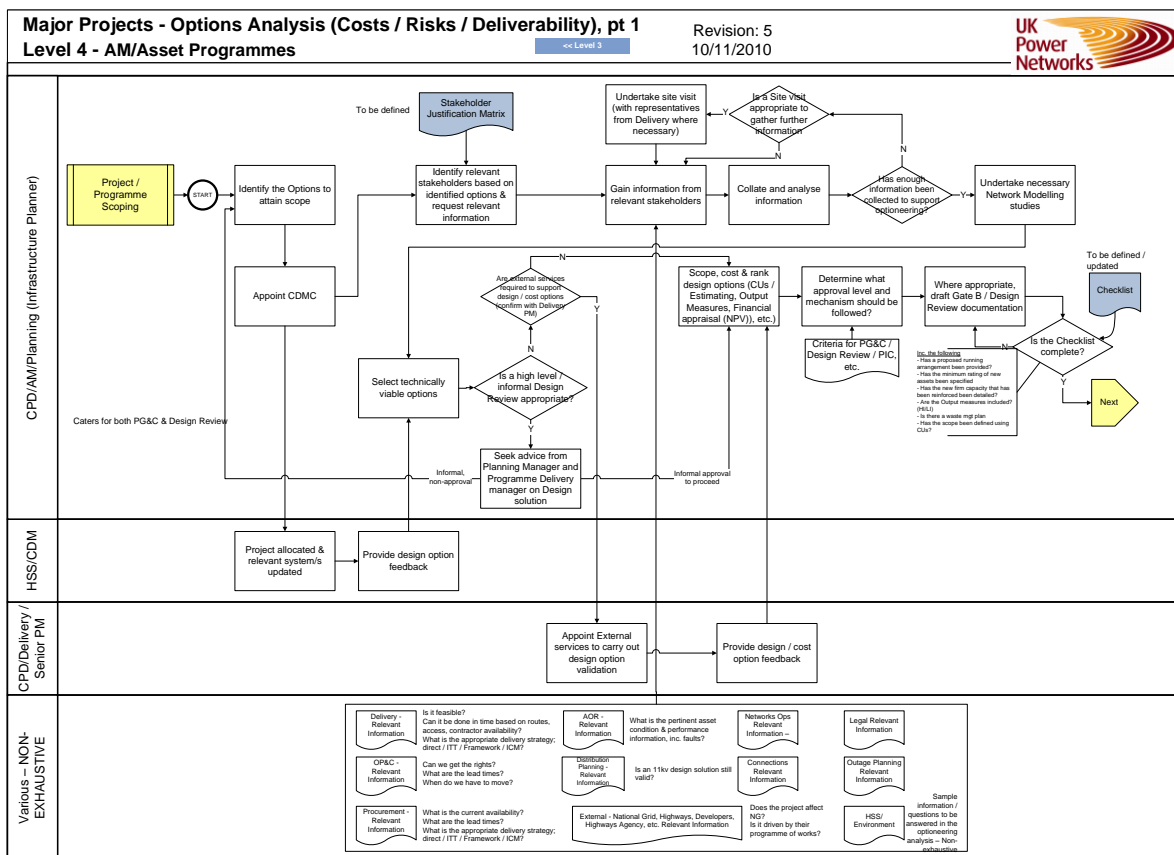 Major Projects - Options Analysis (Costs / Risks / Deliverability), pt 1
Level 4 - AM/Asset Programmes
<< Level 3
Revision: 5
10/11/2010
UK
Power
Networks
CPD/AM/Planning (Infrastructure Planner)
To be defined
Stakeholder
Justification Matrix
Undertake site visit
(with representatives
from Delivery where
necessary)
Y
Is a Site visit
appropriate to
gather further
information
N
N
Project /
Programme
Scoping
START
Identify the Options to
attain scope
Identify relevant
stakeholders based on
identified options &
request relevant
information
Gain information from
relevant stakeholders
Collate and analyse
information
Has enough
information been
collected to support
optioneering?
Y
Undertake necessary
Network Modelling
studies
Appoint CDMC
N
Are external services
required to support
design / cost options
(confirm with Delivery
PM)
Y
N
Scope, cost & rank
design options (CUs /
Estimating, Output
Measures, Financial
appraisal (NPV)), etc.)
Determine what
approval level and
mechanism should be
followed?
Where appropriate,
draft Gate B / Design
Review documentation
To be defined /
updated
Checklist
Criteria for PG&C /
Design Review / PIC,
etc.
N
Is the Checklist
complete?
Y
Next
Inc. the following
- Has a proposed running
arrangement been provided?
- Has the minimum rating of new
assets been specified
- Has the new firm capacity that has
been reinforced been detailed?
- Are the Output measures included?
(HI/LI)
- Is there a waste mgt plan
- Has the scope been defined using
CUs?
Select technically
viable options
Is a high level /
informal Design
Review appropriate?
Y
Caters for both PG&C & Design Review
Informal,
non-approval
Seek advice from
Planning Manager and
Programme Delivery
manager on Design
solution
Informal approval
to proceed
HSS/CDM
Project allocated &
relevant system/s
updated
Provide design option
feedback
CPD/Delivery /
Senior PM
Appoint External
services to carry out
design option
validation
Provide design / cost
option feedback
Various – NON-
EXHAUSTIVE
Delivery -
Relevant
Information
Is it feasible?
Can it be done in time based on routes,
access, contractor availability?
What is the appropriate delivery strategy;
direct / ITT / Framework / ICM?
AOR -
Relevant
Information
What is the pertinent asset
condition & performance
information, inc. faults?
Networks Ops
Relevant
Information –
Legal Relevant
Information
OP&C -
Relevant
Information
Can we get the rights?
What are the lead times?
When do we have to move?
Distribution
Planning -
Relevant
Information
Is an 11kv design solution still
valid?
Connections
Relevant
Information
Outage Planning
Relevant
Information
Procurement -
Relevant
Information
What is the current availability?
What are the lead times?
What is the appropriate delivery strategy;
direct / ITT / Framework / ICM?
External - National Grid, Highways, Developers,
Highways Agency, etc. Relevant Information
Does the project affect
NG?
Is it driven by their
programme of works?
HSS/
Environment
Sample
information /
questions to be
answered in the
optioneering
analysis – Non-
exhaustive